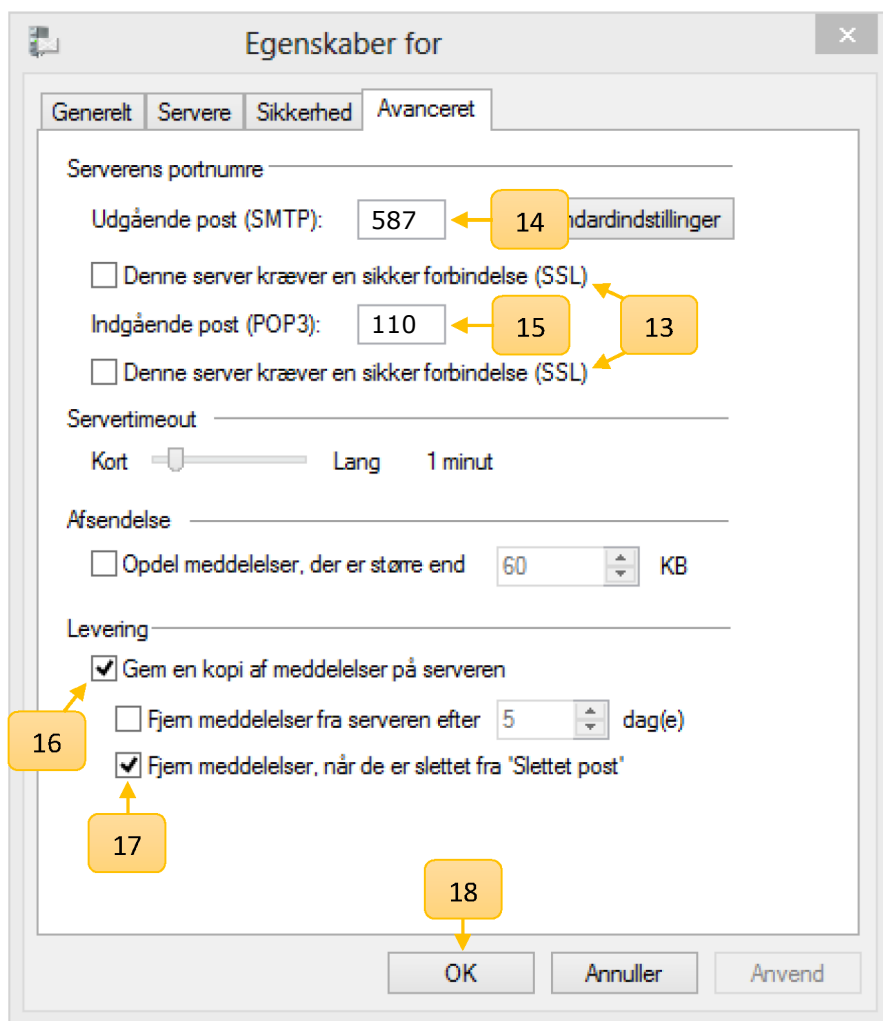 Egenskaber for
Generelt Servere Sikkerhed Avanceret
Serverens portnumre
Udgående post (SMTP): 587 14 ndardindstillinger
Denne server kræver en sikker forbindelse (SSL)
Indgående post (POP3): 110 15 13
Denne server kræver en sikker forbindelse (SSL)
Servertimeout
Kort Lang 1 minut
Afsendelse
Opdel meddelelser, der er større end 60 KB
Levering
Gem en kopi af meddelelser på serveren
Fjern meddelelser fra serveren efter 5 dag(e)
16
Fjern meddelelser, når de er slettet fra "Slettet post"
17
18
OK Annuller Anvend